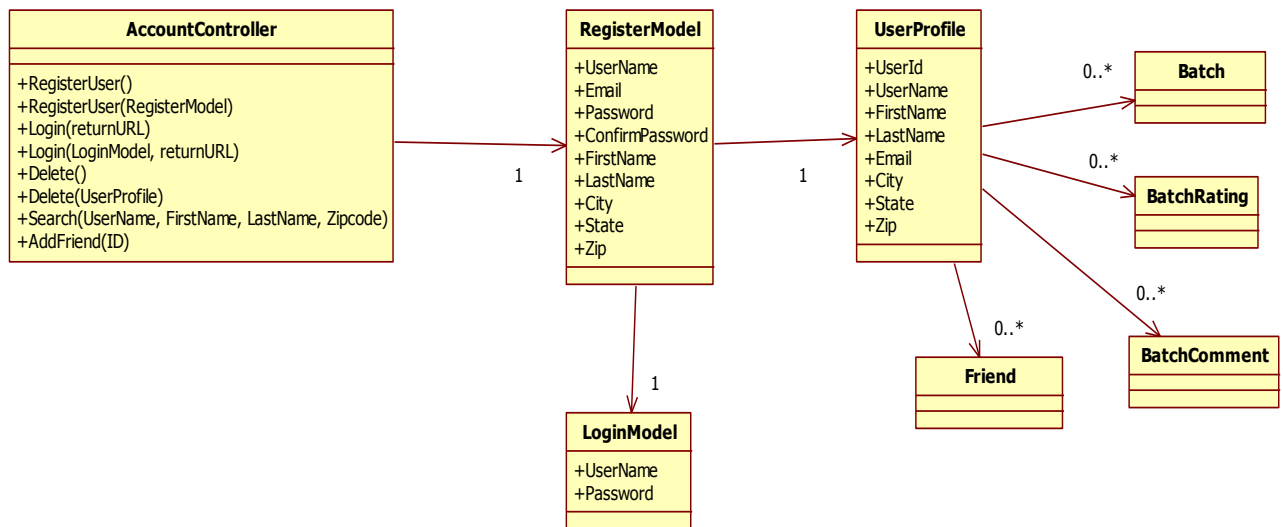 AccountController
+RegisterUser()
+RegisterUser(RegisterModel)
+Login(returnURL)
+Login(LoginModel, returnURL)
+Delete()
+Delete(UserProfile)
+Search(UserName, FirstName, LastName, Zipcode)
+AddFriend(ID)
1
RegisterModel
+UserName
+Email
+Password
+ConfirmPassword
+FirstName
+LastName
+City
+State
+Zip
1
UserProfile
+UserId
+UserName
+FirstName
+LastName
+Email
+City
+State
+Zip
0..*
Batch
0..*
BatchRating
0..*
BatchComment
0..*
Friend
1
LoginModel
+UserName
+Password